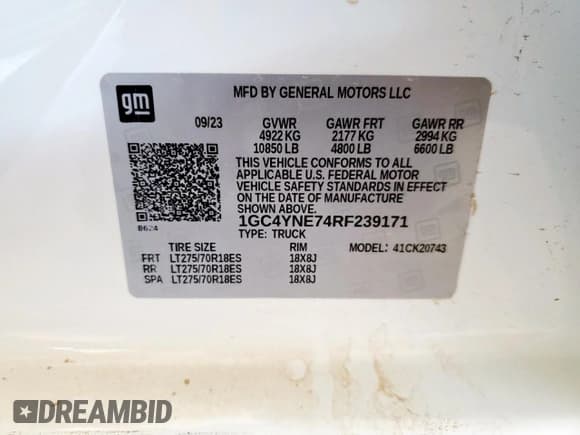 gm
MFD BY GENERAL MOTORS LLC
09/23 GVWR GAWR FRT GAWR RR
4922 KG 2177 KG 2994 KG
10850 LB 4800 LB 6600 LB
THIS VEHICLE CONFORMS TO ALL
APPLICABLE U.S. FEDERAL MOTOR
VEHICLE SAFETY STANDARDS IN EFFECT
ON THE DATE OF MANUFACTURE
SHOWN ABOVE.
B624 1GC4YNE74RF239171
TYPE: TRUCK
TIRE SIZE RIM MODEL: 41CK20743
FRT LT275/70R18ES 18X8J
RR LT275/70R18ES 18X8J
SPA LT275/70R18ES 18X8J
DREAMBID